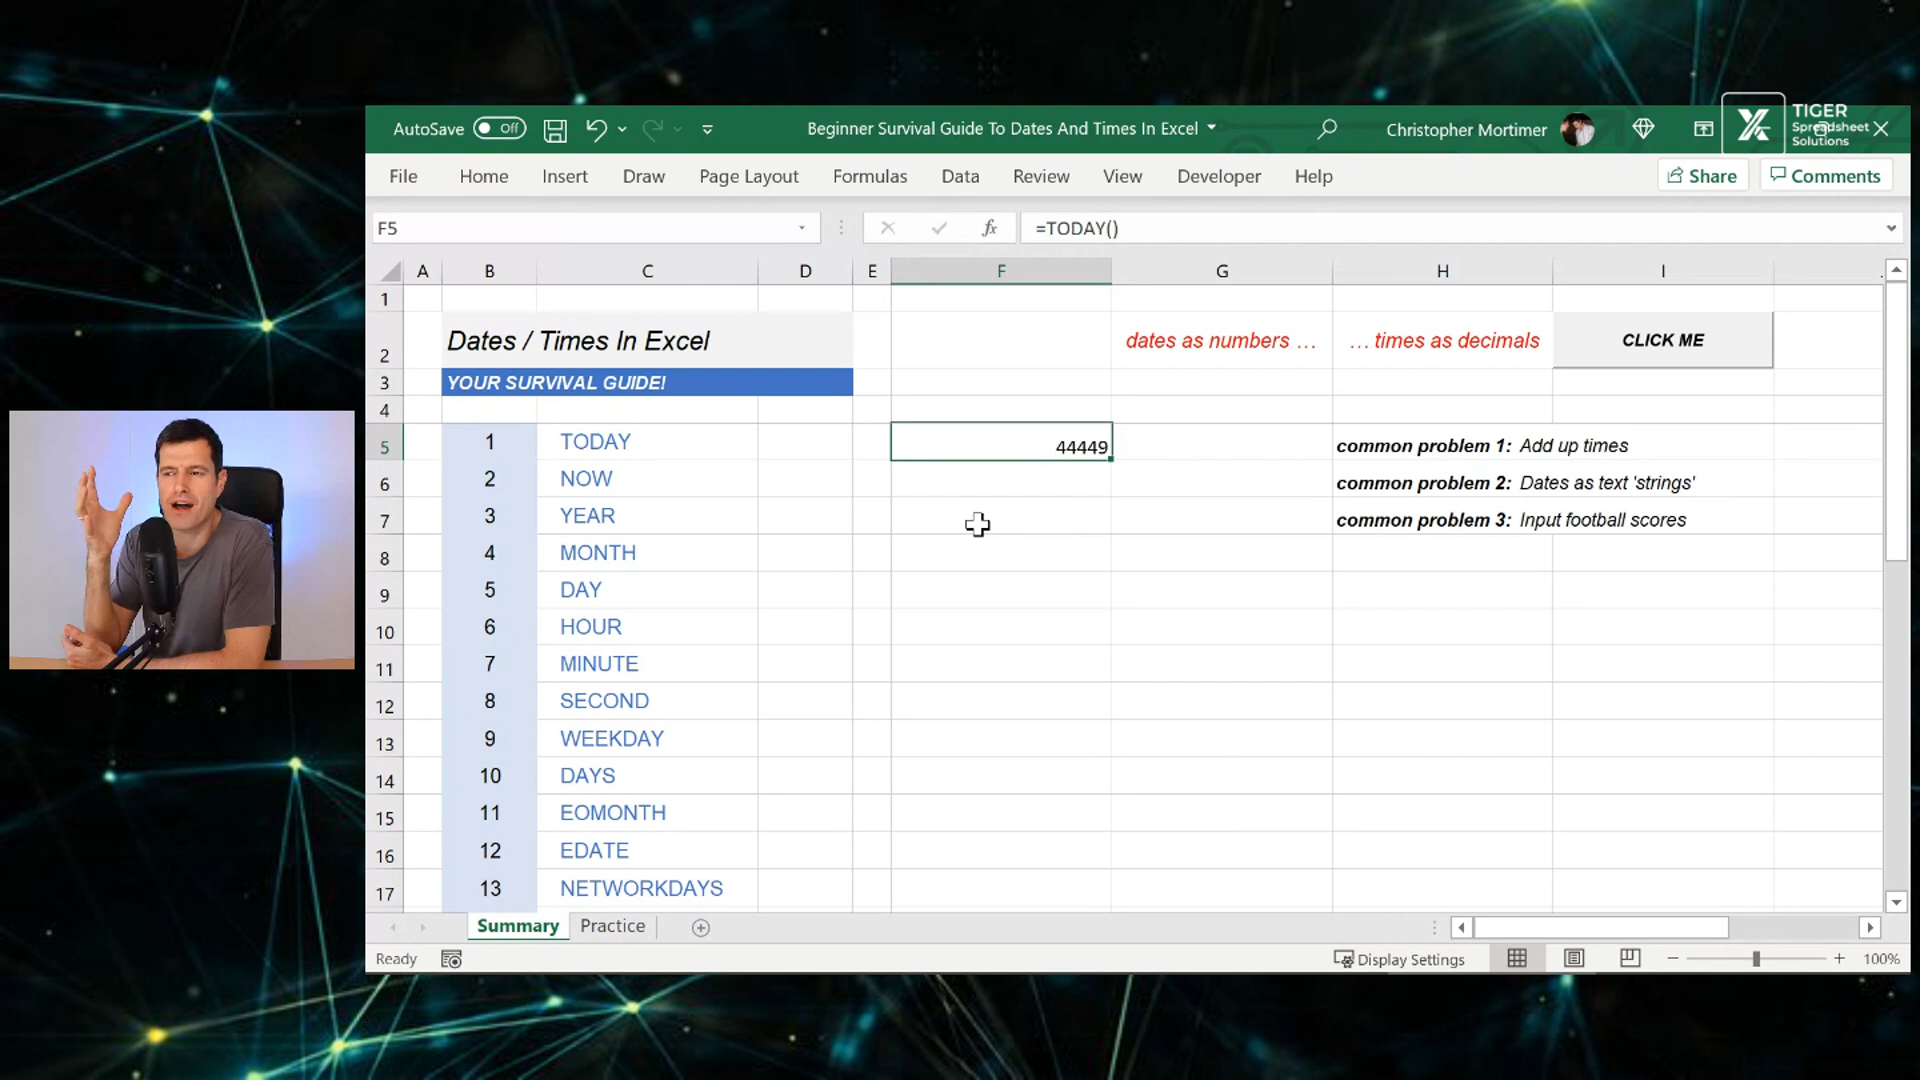 AutoSave Off
Beginner Survival Guide To Dates And Times In Excel
Christopher Mortimer
TIGER
Spreadsheet
Solutions
File Home Insert Draw Page Layout Formulas Data Review View Developer Help Share Comments
F5 fx =TODAY()
A B C D E F G H I
1
2 Dates / Times In Excel dates as numbers ... ... times as decimals CLICK ME
3 YOUR SURVIVAL GUIDE!
4
5 1 TODAY 44449 common problem 1: Add up times
6 2 NOW common problem 2: Dates as text 'strings'
7 3 YEAR common problem 3: Input football scores
8 4 MONTH
9 5 DAY
10 6 HOUR
11 7 MINUTE
12 8 SECOND
13 9 WEEKDAY
14 10 DAYS
15 11 EOMONTH
16 12 EDATE
17 13 NETWORKDAYS
Summary Practice
Ready Display Settings 100%